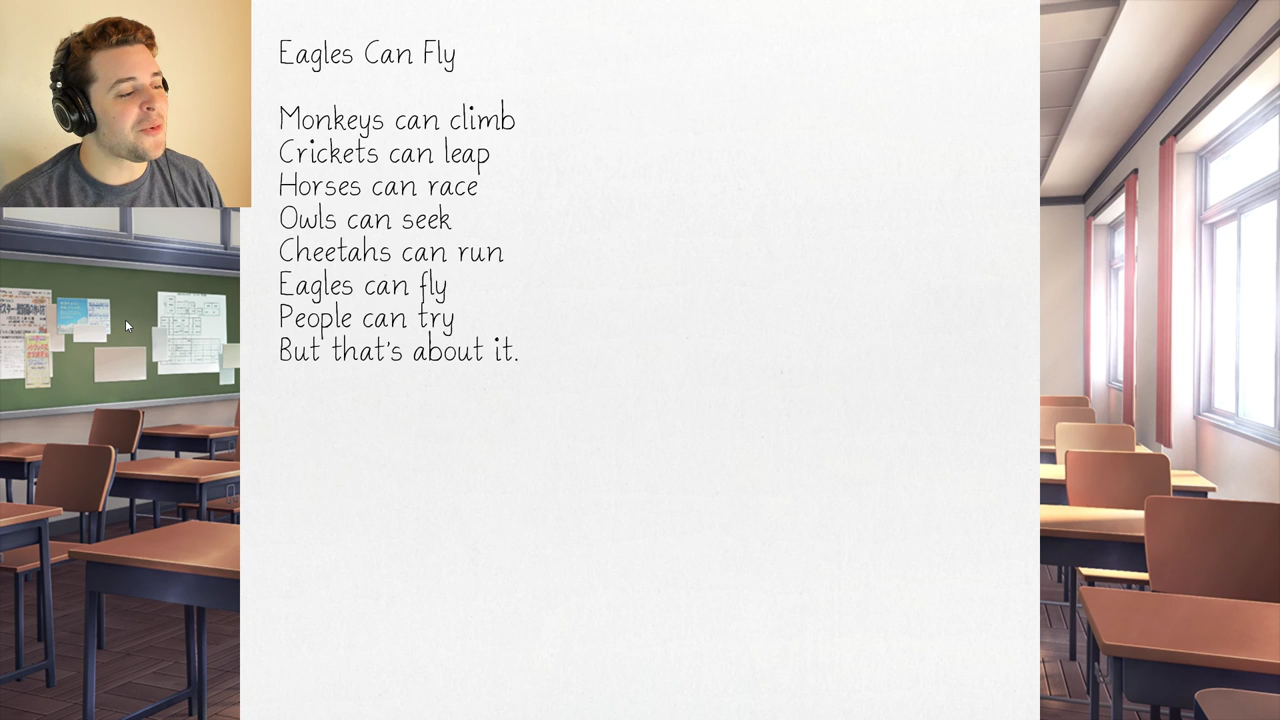 Eagles Can Fly
Monkeys can climb
Crickets can leap
Horses can race
Owls can seek
Cheetahs can run
Eagles can fly
People can try
But that's about it.